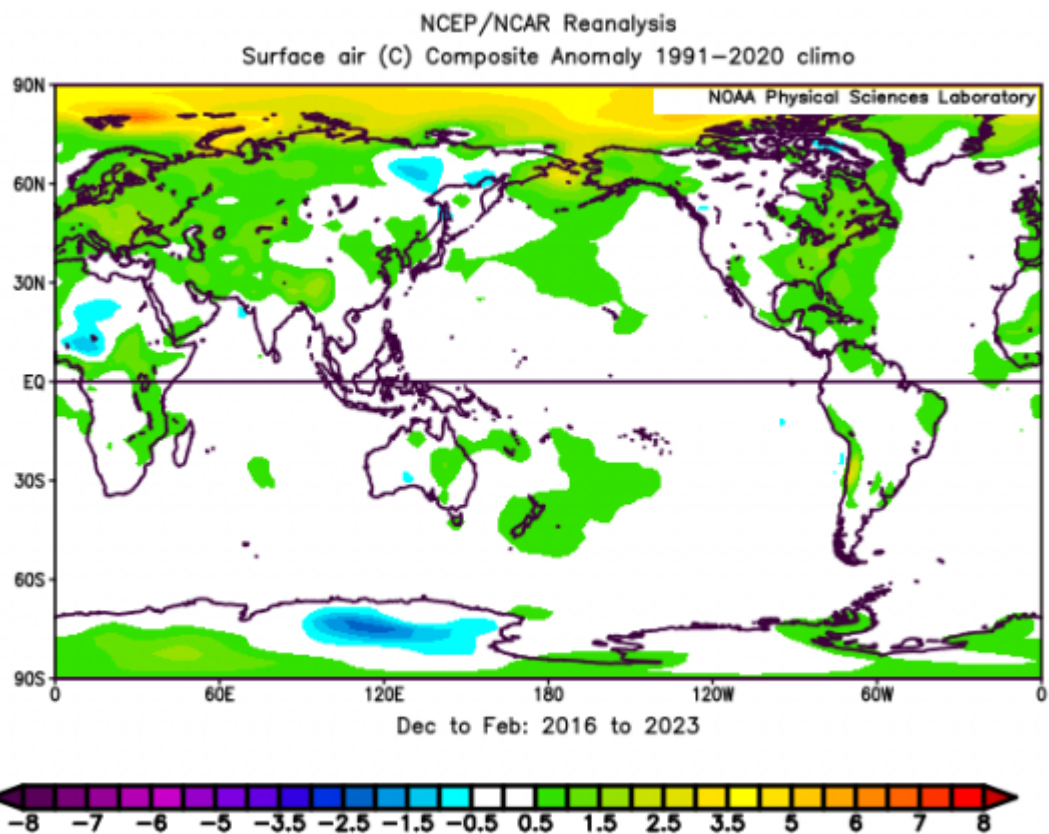 NCEP/NCAR Reanalysis
Surface air (C) Composite Anomaly 1991–2020 climo
NOAA Physical Sciences Laboratory
90N
60N
30N
EQ
30S
60S
90S
0 60E 120E 180 120W 60W 0
Dec to Feb: 2016 to 2023
-8 -7 -6 -5 -3.5 -2.5 -1.5 -0.5 0.5 1.5 2.5 3.5 5 6 7 8